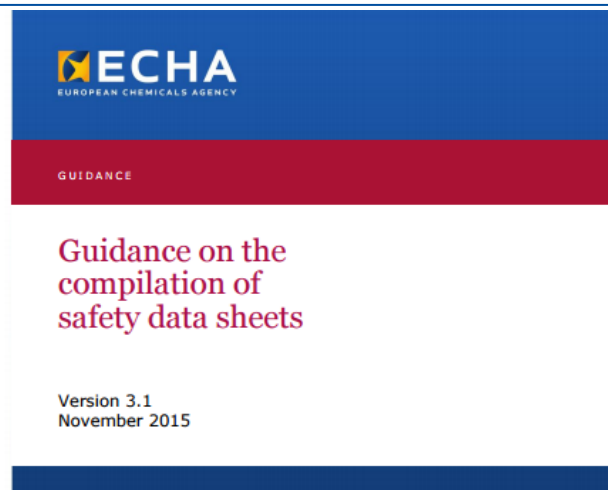 ECHA
EUROPEAN CHEMICALS AGENCY
GUIDANCE
Guidance on the
compilation of
safety data sheets
Version 3.1
November 2015